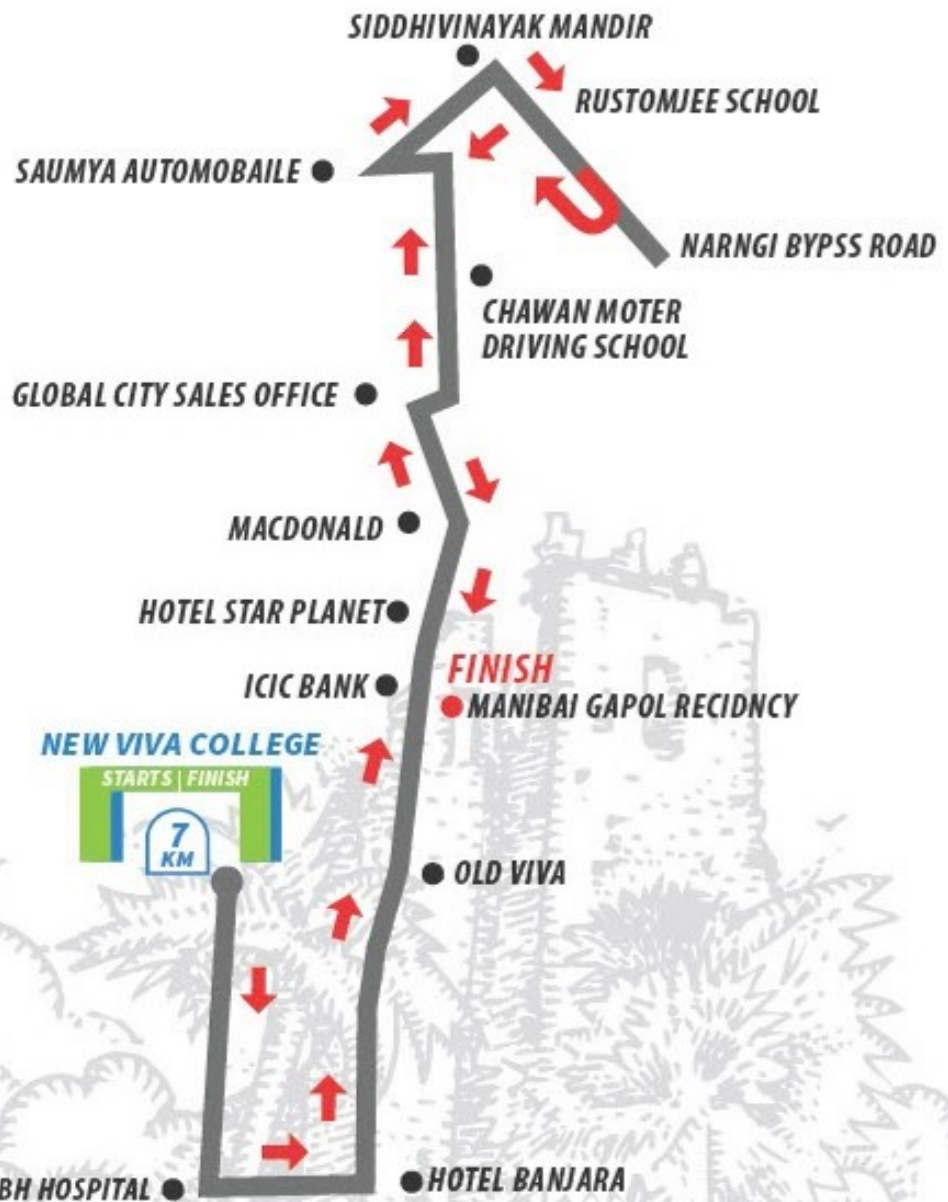 SIDDHIVINAYAK MANDIR
RUSTOMJEE SCHOOL
SAUMYA AUTOMOBAILE
NARNGI BYPSS ROAD
CHAWAN MOTER
DRIVING SCHOOL
GLOBAL CITY SALES OFFICE
MACDONALD
HOTEL STAR PLANET
ICIC BANK
FINISH
MANIBAI GAPOL RECIDNCY
NEW VIVA COLLEGE
STARTS | FINISH
7
KM
OLD VIVA
BH HOSPITAL
HOTEL BANJARA